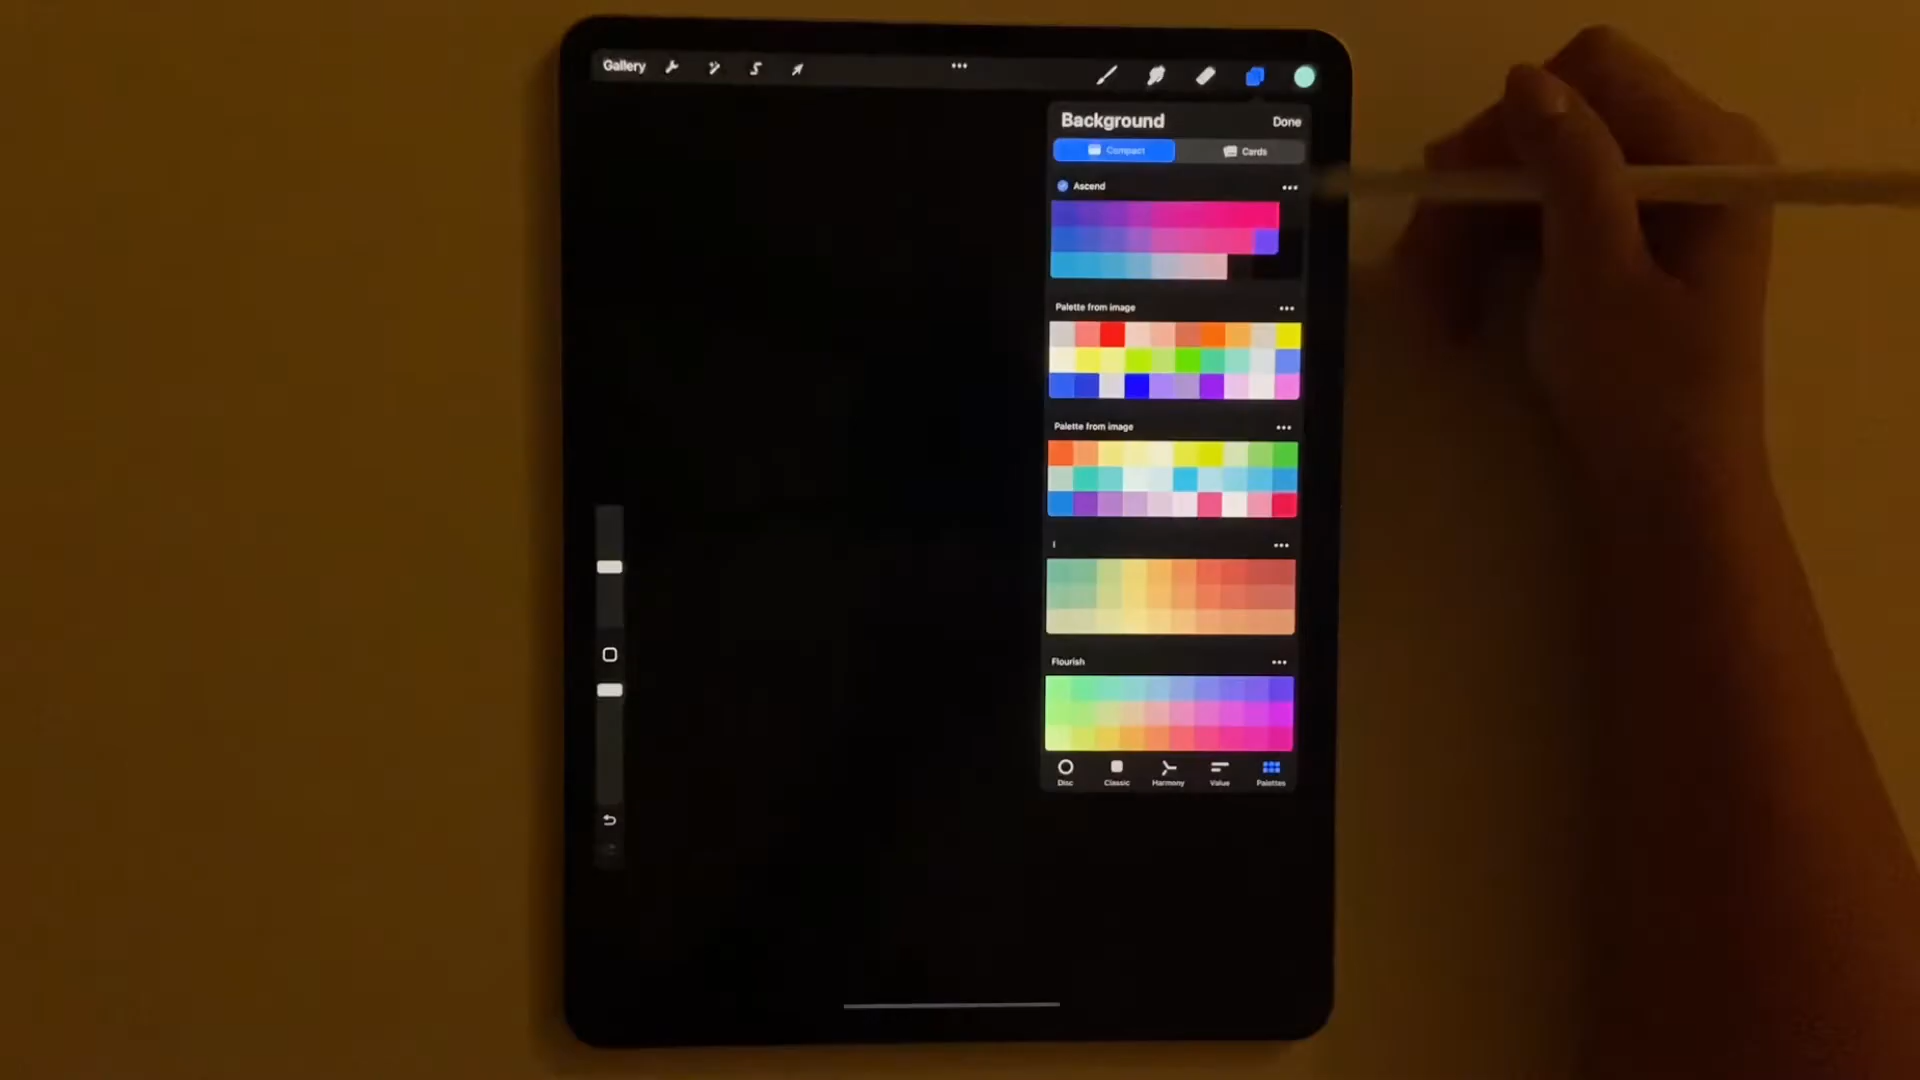 Gallery
Background
Done
Compact
Cards
Ascend
Palette from image
Palette from image
I
Flourish
Disc
Classic
Harmony
Value
Palettes